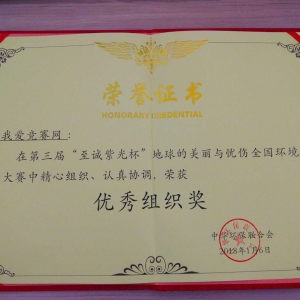 荣誉证书
HONORARY CREDENTIAL
我爱竞赛网：
在第三届“至诚紫光杯”地球的美丽与忧伤全国环境
大赛中精心组织、认真协调，荣获
优秀组织奖
中华环保融合会
2018年1月6日